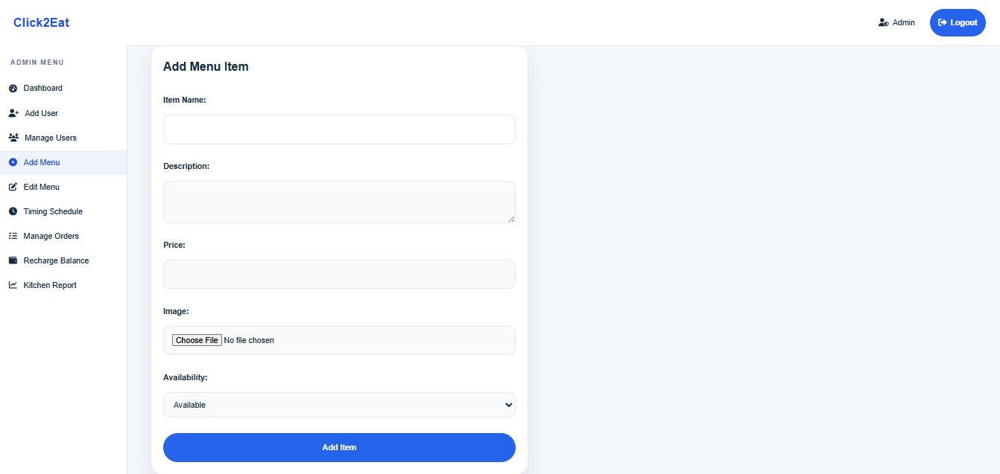 Click2Eat
Admin
Logout
ADMIN MENU
Dashboard
Add User
Manage Users
Add Menu
Edit Menu
Timing Schedule
Manage Orders
Recharge Balance
Kitchen Report
Add Menu Item
Item Name:
Description:
Price:
Image:
Choose File No file chosen
Availability:
Available
Add Item